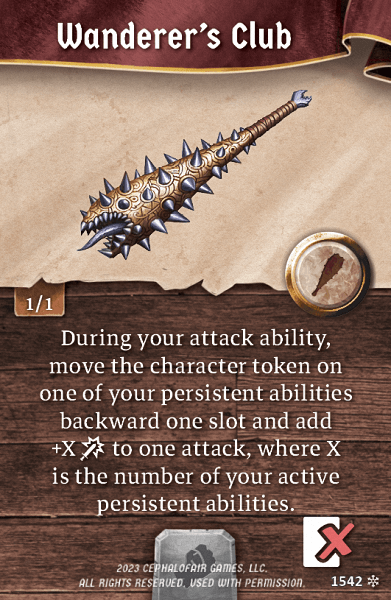 Wanderer's Club
1/1
During your attack ability,
move the character token on
one of your persistent abilities
backward one slot and add
+X to one attack, where X
is the number of your active
persistent abilities.
2023 CEPHALOFAIR GAMES, LLC.
ALL RIGHTS RESERVED. USED WITH PERMISSION.
1542